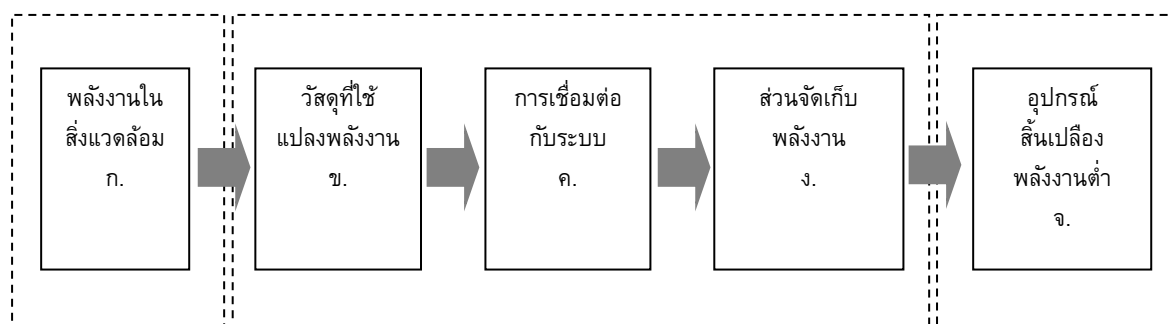 พลังงานใน
สิ่งแวดล้อม
ก.
วัสดุที่ใช้
แปลงพลังงาน
ข.
การเชื่อมต่อ
กับระบบ
ค.
ส่วนจัดเก็บ
พลังงาน
ง.
อุปกรณ์
สิ้นเปลือง
พลังงานต่ำ
จ.